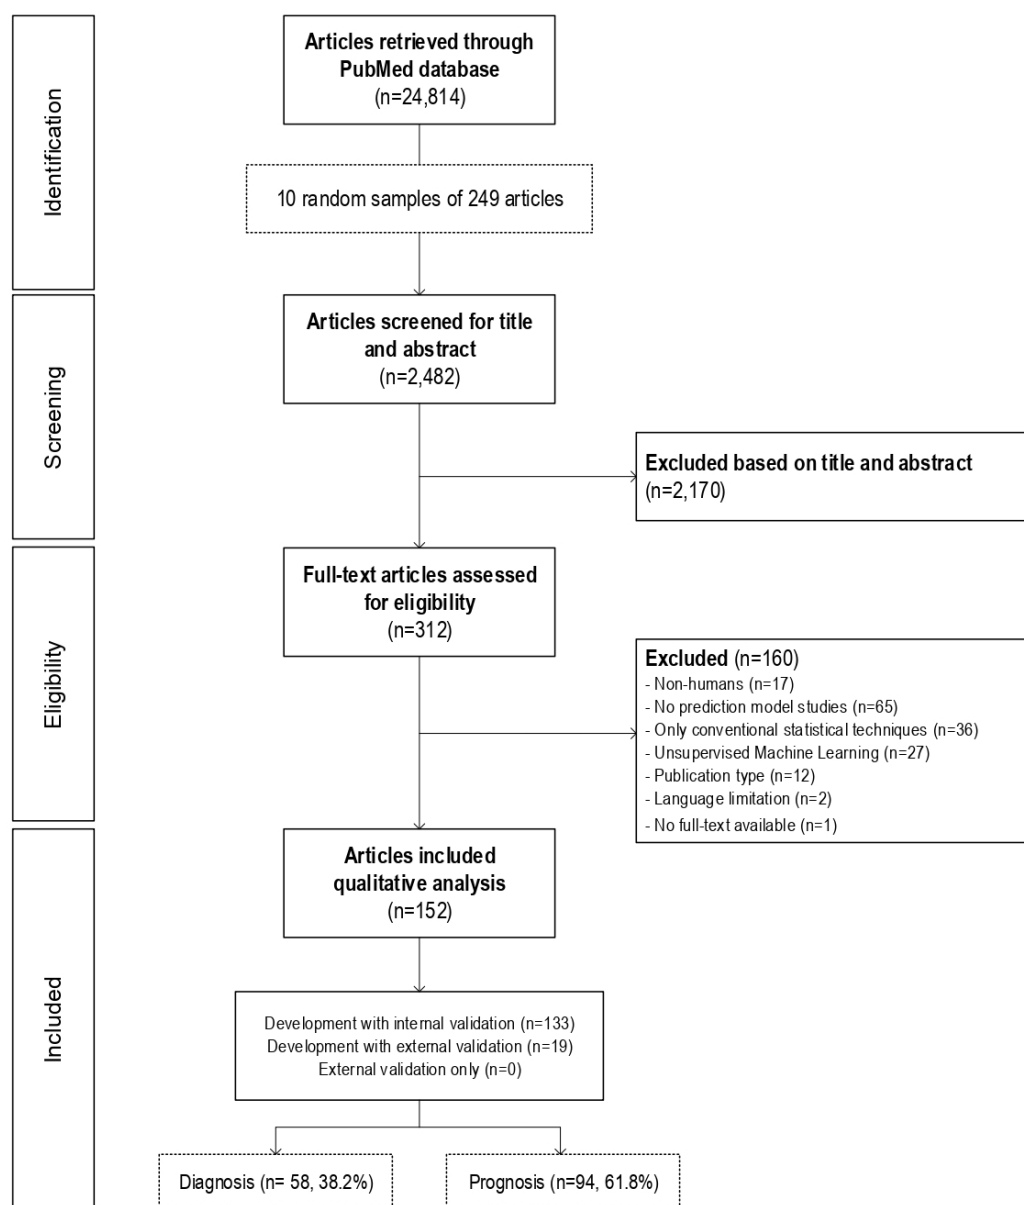 Identification
Articles retrieved through
PubMed database
(n=24,814)
10 random samples of 249 articles
Screening
Articles screened for title
and abstract
(n=2,482)
Excluded based on title and abstract
(n=2,170)
Eligibility
Full-text articles assessed
for eligibility
(n=312)
Excluded (n=160)
- Non-humans (n=17)
- No prediction model studies (n=65)
- Only conventional statistical techniques (n=36)
- Unsupervised Machine Learning (n=27)
- Publication type (n=12)
- Language limitation (n=2)
- No full-text available (n=1)
Included
Articles included
qualitative analysis
(n=152)
Development with internal validation (n=133)
Development with external validation (n=19)
External validation only (n=0)
Diagnosis (n= 58, 38.2%)
Prognosis (n=94, 61.8%)